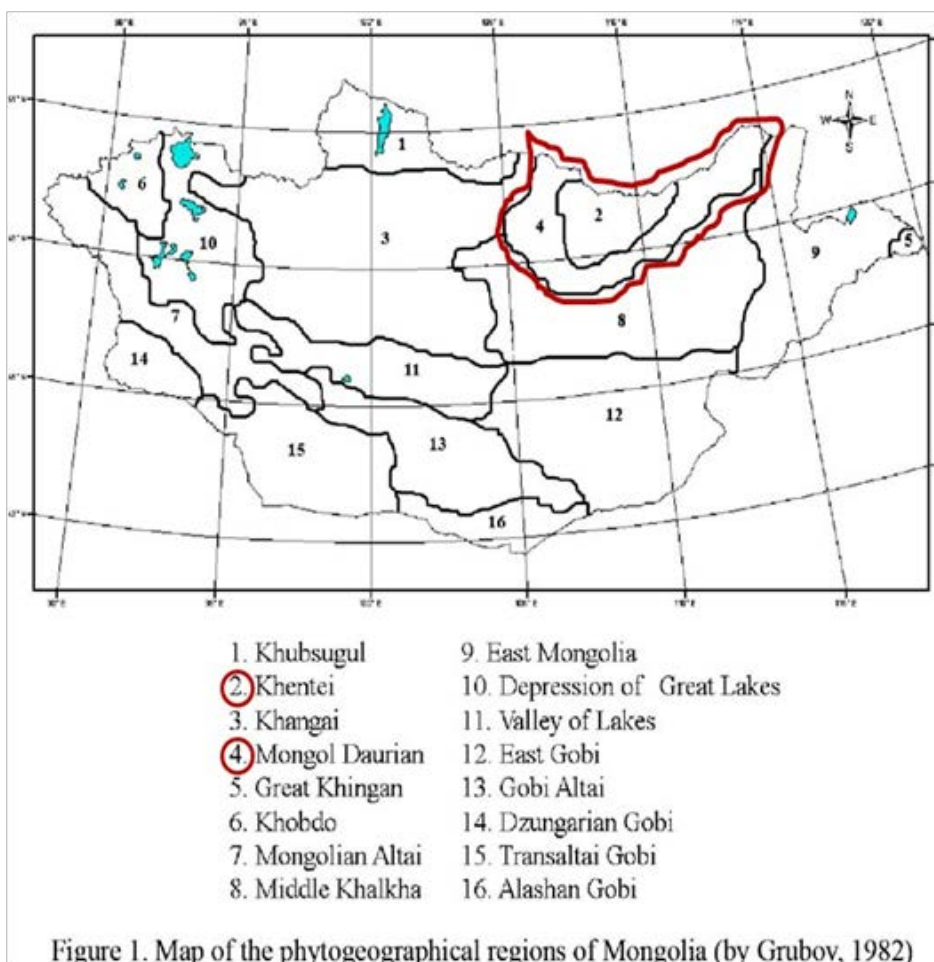 N
W E
S
1
6
2
4
3
10
5
9
7
8
14
11
12
13
15
16
1. Khubsugul
2. Khentei
3. Khangai
4. Mongol Daurian
5. Great Khingan
6. Khobdo
7. Mongolian Altai
8. Middle Khalkha
9. East Mongolia
10. Depression of Great Lakes
11. Valley of Lakes
12. East Gobi
13. Gobi Altai
14. Dzungarian Gobi
15. Transaltai Gobi
16. Alashan Gobi
Figure 1. Map of the phytogeographical regions of Mongolia (by Grubov, 1982)